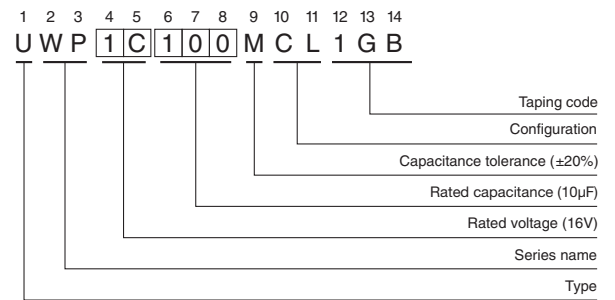 1 2 3 4 5 6 7 8 9 10 11 12 13 14
U W P 1 C 1 0 0 M C L 1 G B
Taping code
Configuration
Capacitance tolerance (±20%)
Rated capacitance (10µF)
Rated voltage (16V)
Series name
Type